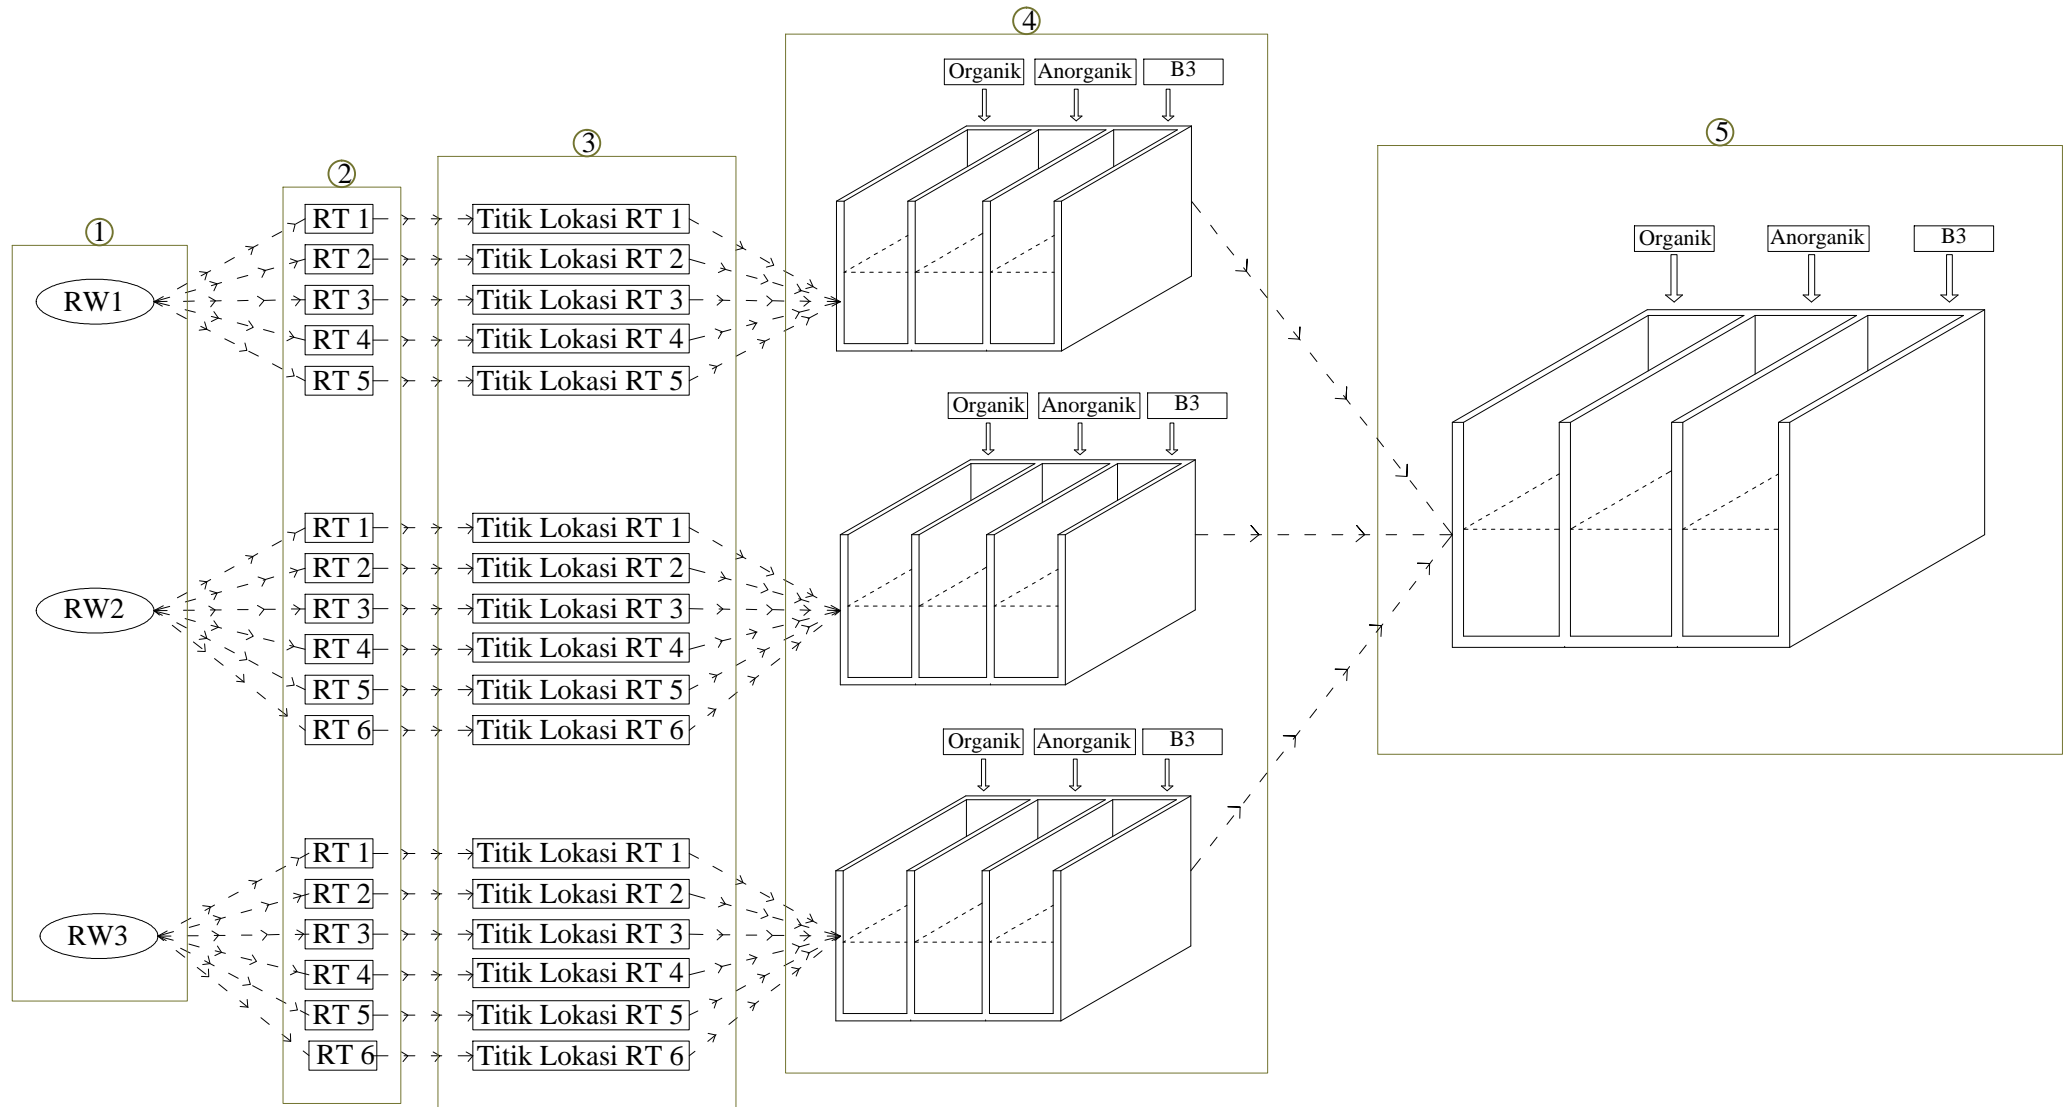 1
RW1
RW2
RW3
2
RT 1
RT 2
RT 3
RT 4
RT 5
RT 1
RT 2
RT 3
RT 4
RT 5
RT 6
RT 1
RT 2
RT 3
RT 4
RT 5
RT 6
3
Titik Lokasi RT 1
Titik Lokasi RT 2
Titik Lokasi RT 3
Titik Lokasi RT 4
Titik Lokasi RT 5
Titik Lokasi RT 1
Titik Lokasi RT 2
Titik Lokasi RT 3
Titik Lokasi RT 4
Titik Lokasi RT 5
Titik Lokasi RT 6
Titik Lokasi RT 1
Titik Lokasi RT 2
Titik Lokasi RT 3
Titik Lokasi RT 4
Titik Lokasi RT 5
Titik Lokasi RT 6
4
Organik Anorganik B3
Organik Anorganik B3
Organik Anorganik B3
5
Organik Anorganik B3